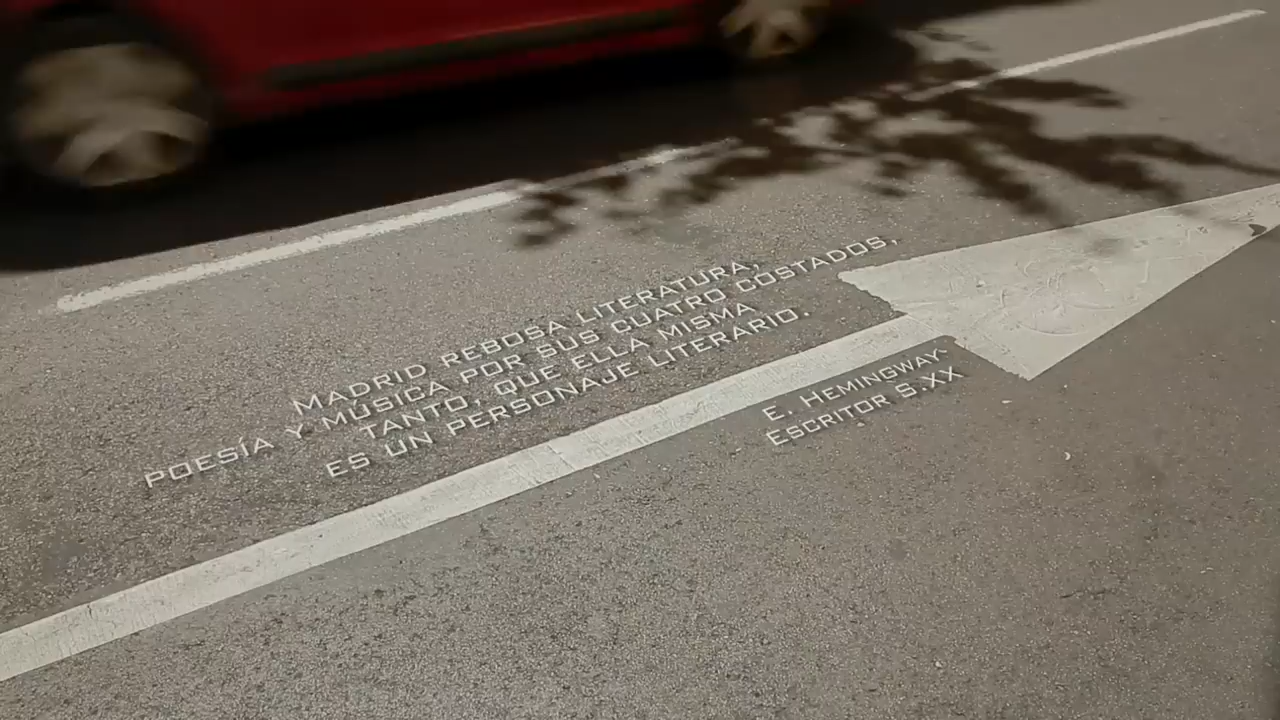 MADRID REBOSA LITERATURA,
POESÍA Y MÚSICA POR SUS CUATRO COSTADOS,
TANTO, QUE ELLA MISMA
ES UN PERSONAJE LITERARIO.
E. HEMINGWAY-
ESCRITOR S.XX